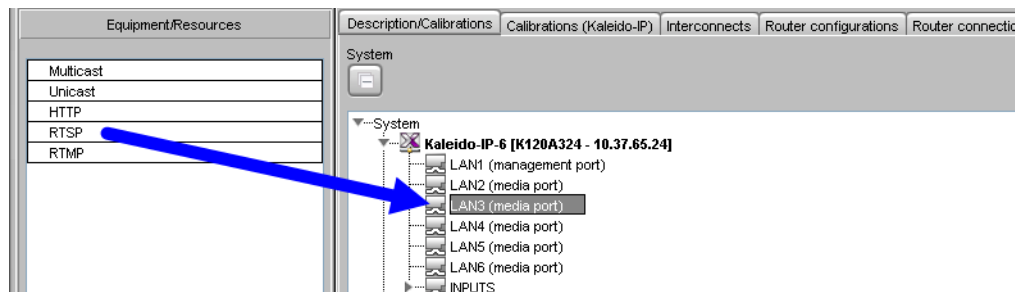 Equipment/Resources
Multicast
Unicast
HTTP
RTSP
RTMP
Description/Calibrations Calibrations (Kaleido-IP) Interconnects Router configurations Router connectio
System
System
Kaleido-IP-6 [K120A324 - 10.37.65.24]
LAN1 (management port)
LAN2 (media port)
LAN3 (media port)
LAN4 (media port)
LAN5 (media port)
LAN6 (media port)
INPUTS